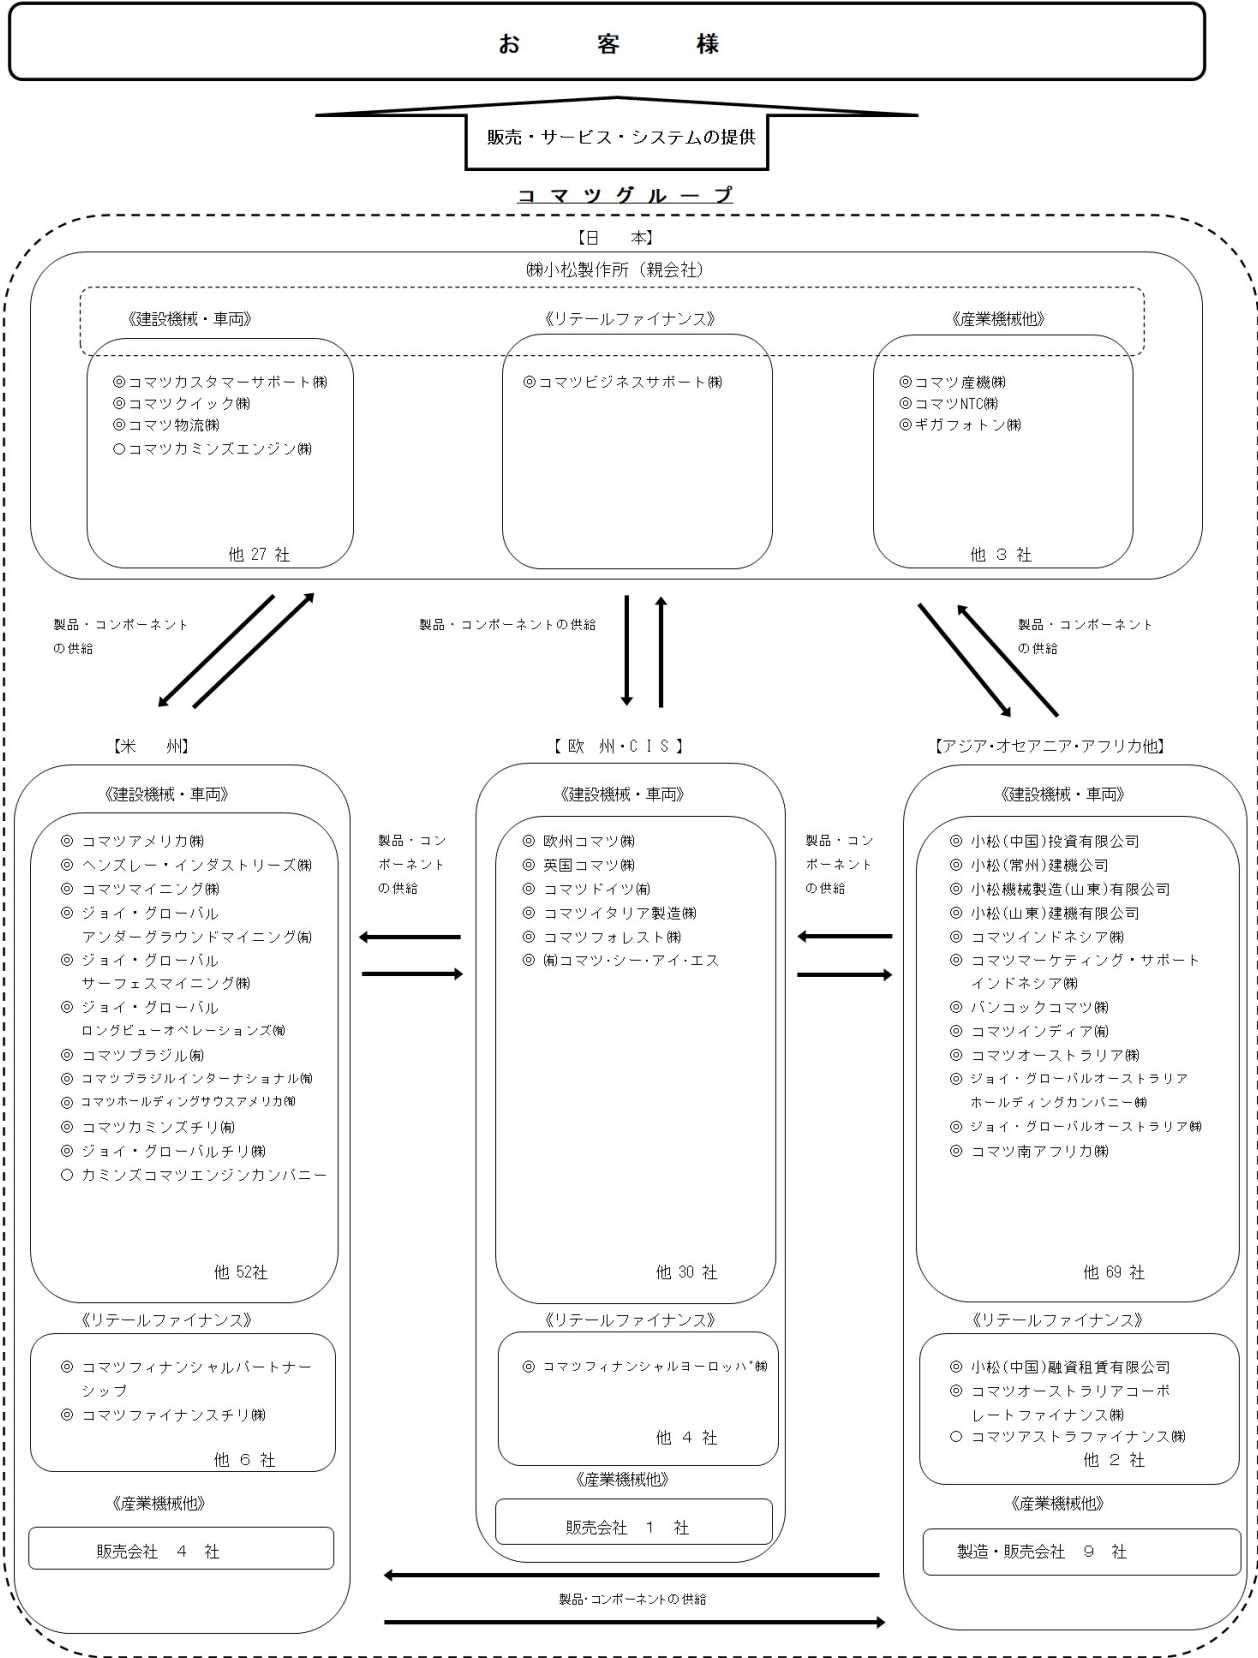 お 客 様
販売・サービス・システムの提供
コマツグループ
【日 本】
㈱小松製作所（親会社）
《建設機械・車両》
◎コマツカスタマーサポート㈱
◎コマツクイック㈱
◎コマツ物流㈱
○コマツカミンズエンジン㈱
他 27 社
《リテールファイナンス》
◎コマツビジネスサポート㈱
《産業機械他》
◎コマツ産機㈱
◎コマツNTC㈱
◎ギガフォトン㈱
他 3 社
製品・コンポーネント
の供給
製品・コンポーネントの供給
製品・コンポーネント
の供給
【米 州】
《建設機械・車両》
◎ コマツアメリカ㈱
◎ ヘンズレー・インダストリーズ㈱
◎ コマツマイニング㈱
◎ ジョイ・グローバル
アンダーグラウンドマイニング㈲
◎ ジョイ・グローバル
サーフェスマイニング㈱
◎ ジョイ・グローバル
ロングビューオペレーションズ㈲
◎ コマツブラジル㈲
◎ コマツブラジルインターナショナル㈲
◎ コマツホールディングサウスアメリカ㈲
◎ コマツカミンズチリ㈲
◎ ジョイ・グローバルチリ㈱
○ カミンズコマツエンジンカンパニー
他 52社
《リテールファイナンス》
◎ コマツフィナンシャルパートナー
シップ
◎ コマツファイナンスチリ㈱
他 6 社
《産業機械他》
販売会社 4 社
製品・コン
ポーネント
の供給
【 欧 州・ＣＩＳ 】
《建設機械・車両》
◎ 欧州コマツ㈱
◎ 英国コマツ㈱
◎ コマツドイツ㈲
◎ コマツイタリア製造㈱
◎ コマツフォレスト㈱
◎ ㈲コマツ・シー・アイ・エス
他 30 社
《リテールファイナンス》
◎ コマツフィナンシャルヨーロッパ㈱
他 4 社
《産業機械他》
販売会社 1 社
製品・コン
ポーネント
の供給
【アジア・オセアニア・アフリカ他】
《建設機械・車両》
◎ 小松(中国)投資有限公司
◎ 小松(常州)建機公司
◎ 小松機械製造(山東)有限公司
◎ 小松(山東)建機有限公司
◎ コマツインドネシア㈱
◎ コマツマーケティング・サポート
インドネシア㈱
◎ バンコックコマツ㈱
◎ コマツインディア㈲
◎ コマツオーストラリア㈱
◎ ジョイ・グローバルオーストラリア
ホールディングカンパニー㈱
◎ ジョイ・グローバルオーストラリア㈱
◎ コマツ南アフリカ㈱
他 69 社
《リテールファイナンス》
◎ 小松(中国)融資租賃有限公司
◎ コマツオーストラリアコーポ
レートファイナンス㈱
○ コマツアストラファイナンス㈱
他 2 社
《産業機械他》
製造・販売会社 9 社
製品・コンポーネントの供給